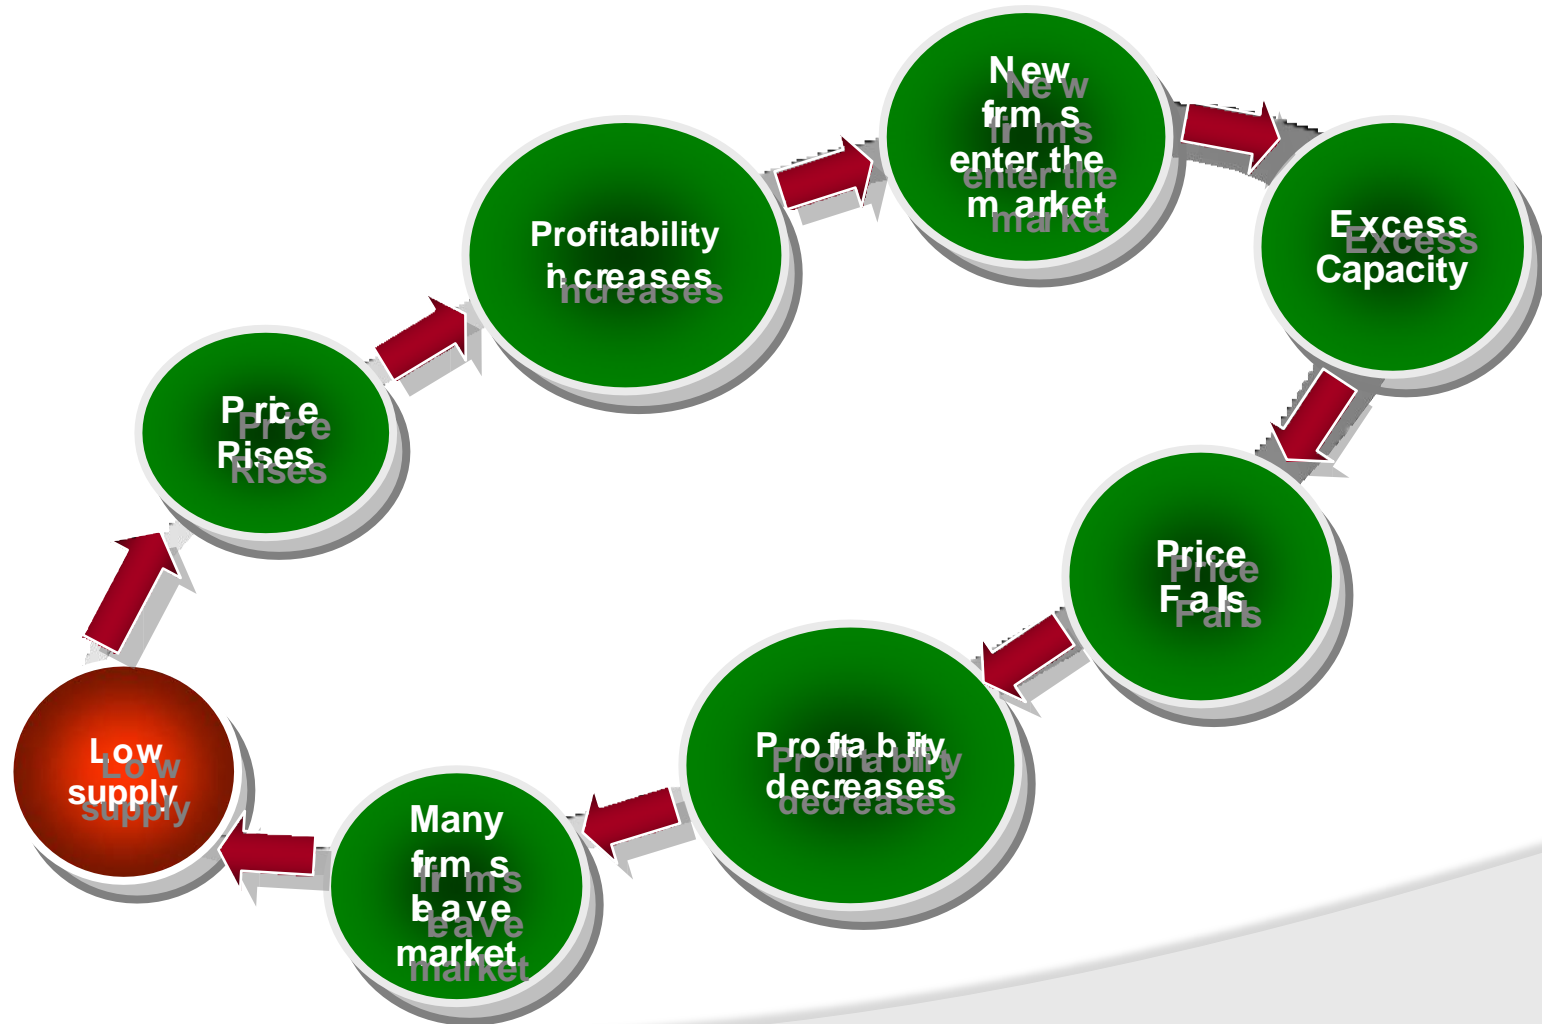 New
firms
enter the
market
Profitability
increases
Excess
Capacity
Price
Rises
Price
Falls
Low
supply
Profitability
decreases
Many
firms
leave
market